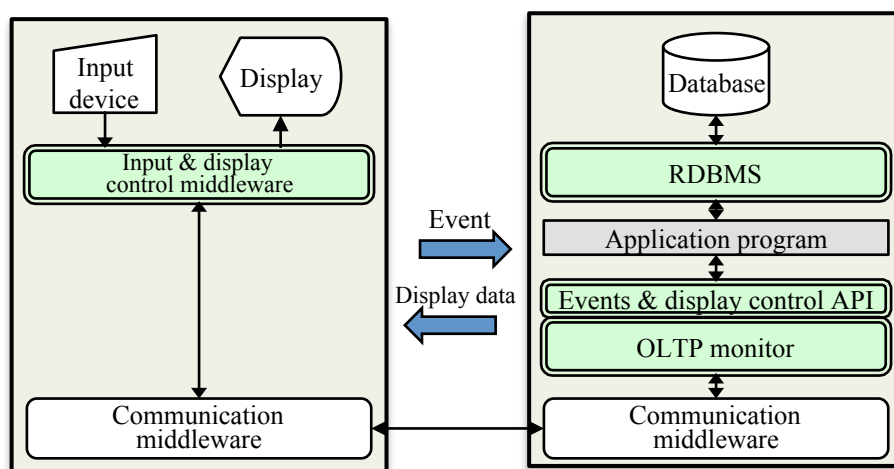 Input
device
Display
Input & display
control middleware
Communication
middleware
Event
Display data
Database
RDBMS
Application program
Events & display control API
OLTP monitor
Communication
middleware